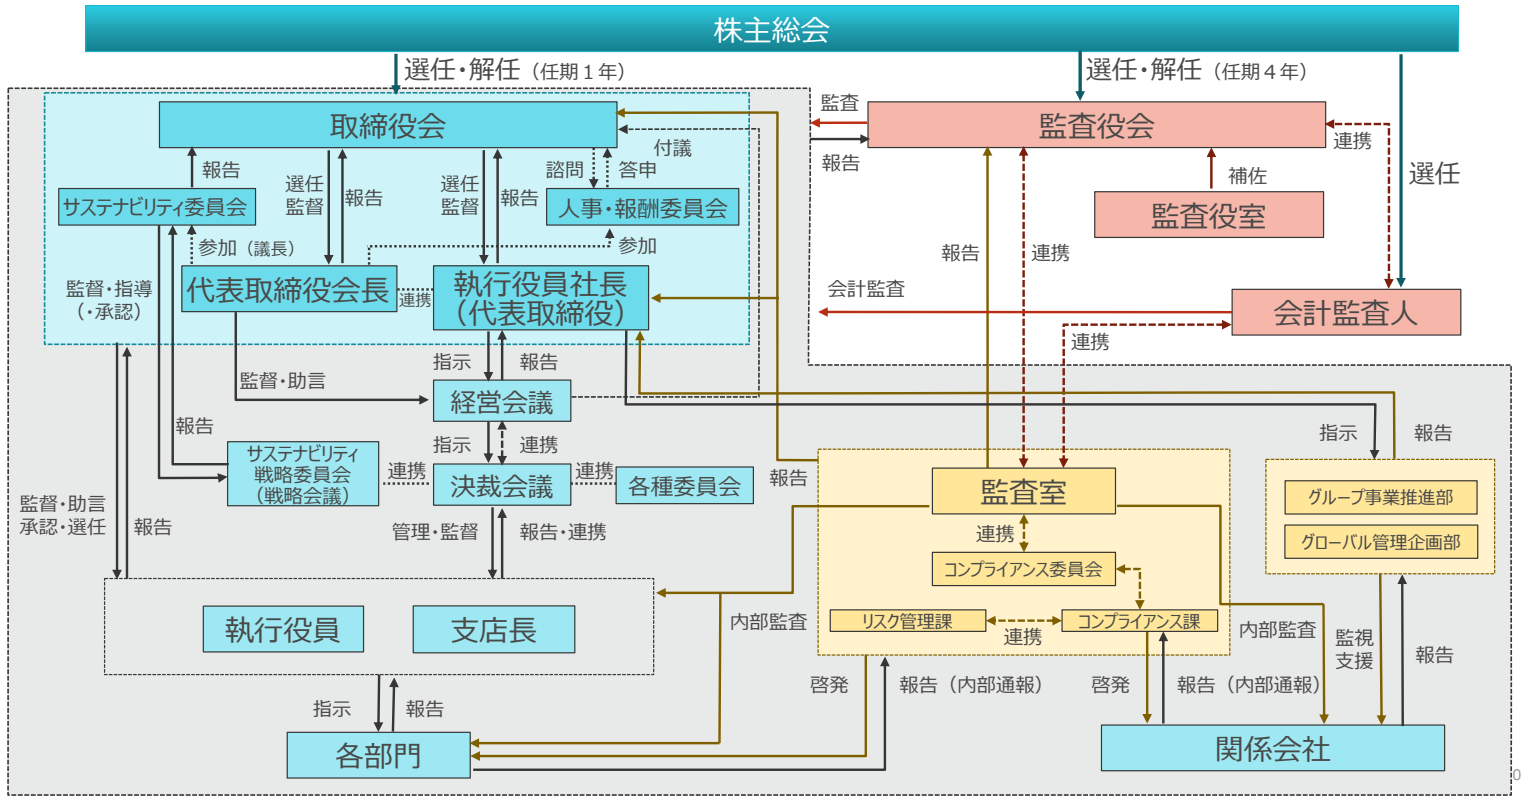 株主総会
選任・解任（任期１年）
選任・解任（任期４年）
取締役会
監査
監査役会
連携
付議
報告
報告
選任
監督
報告
選任
監督
報告
諮問
答申
補佐
選任
サステナビリティ委員会
人事・報酬委員会
監査役室
参加（議長）
参加
報告
連携
代表取締役会長
連携
執行役員社長
（代表取締役）
監督・指導
（・承認）
会計監査
会計監査人
連携
指示
報告
監督・助言
経営会議
報告
指示
連携
指示
報告
サステナビリティ
戦略委員会
（戦略会議）
連携
決裁会議
連携
各種委員会
報告
監査室
グループ事業推進部
監督・助言
承認・選任
報告
管理・監督
報告・連携
連携
グローバル管理企画部
コンプライアンス委員会
執行役員
支店長
内部監査
リスク管理課
連携
コンプライアンス課
内部監査
監視
支援
報告
指示
報告
啓発
報告（内部通報）
啓発
報告（内部通報）
各部門
関係会社
0